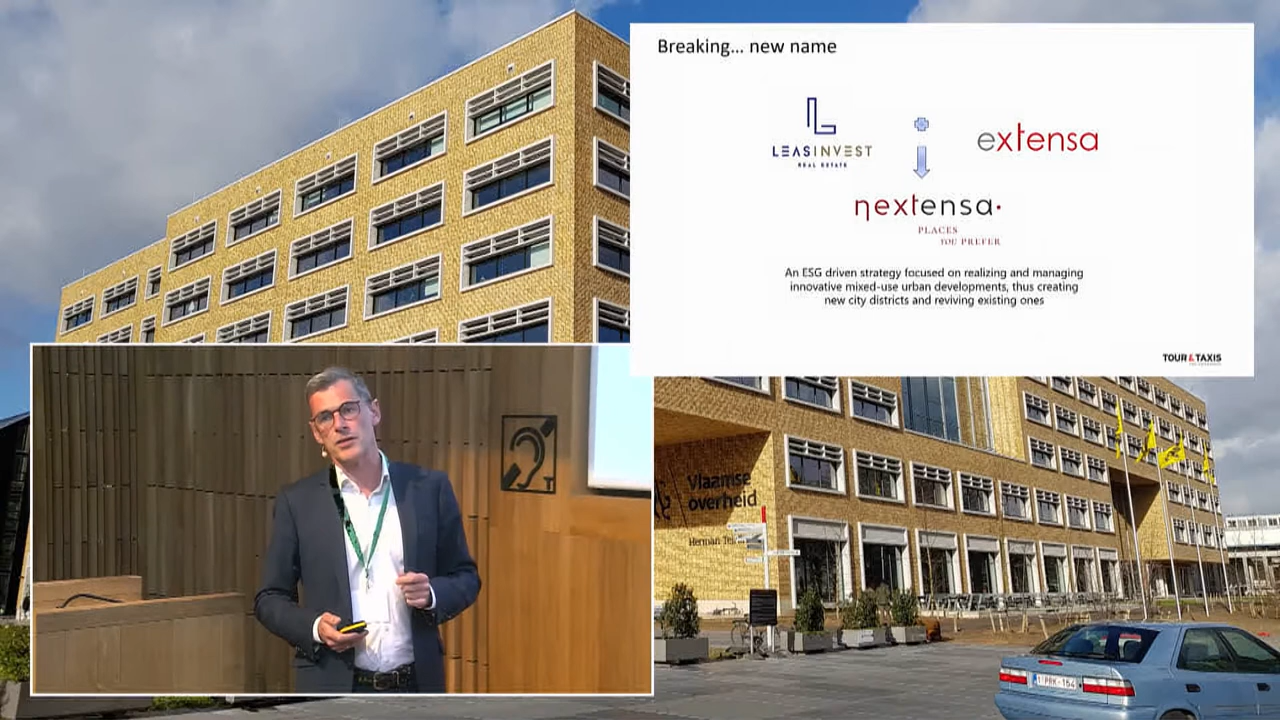 Breaking... new name
LEASINVEST
REAL ESTATE
extensa
nextensa.
PLACES
YOU PREFER
An ESG driven strategy focused on realizing and managing
innovative mixed-use urban developments, thus creating
new city districts and reviving existing ones
TOUR & TAXIS
T
Vlaamse
overheid
Herman
1-PRK-154